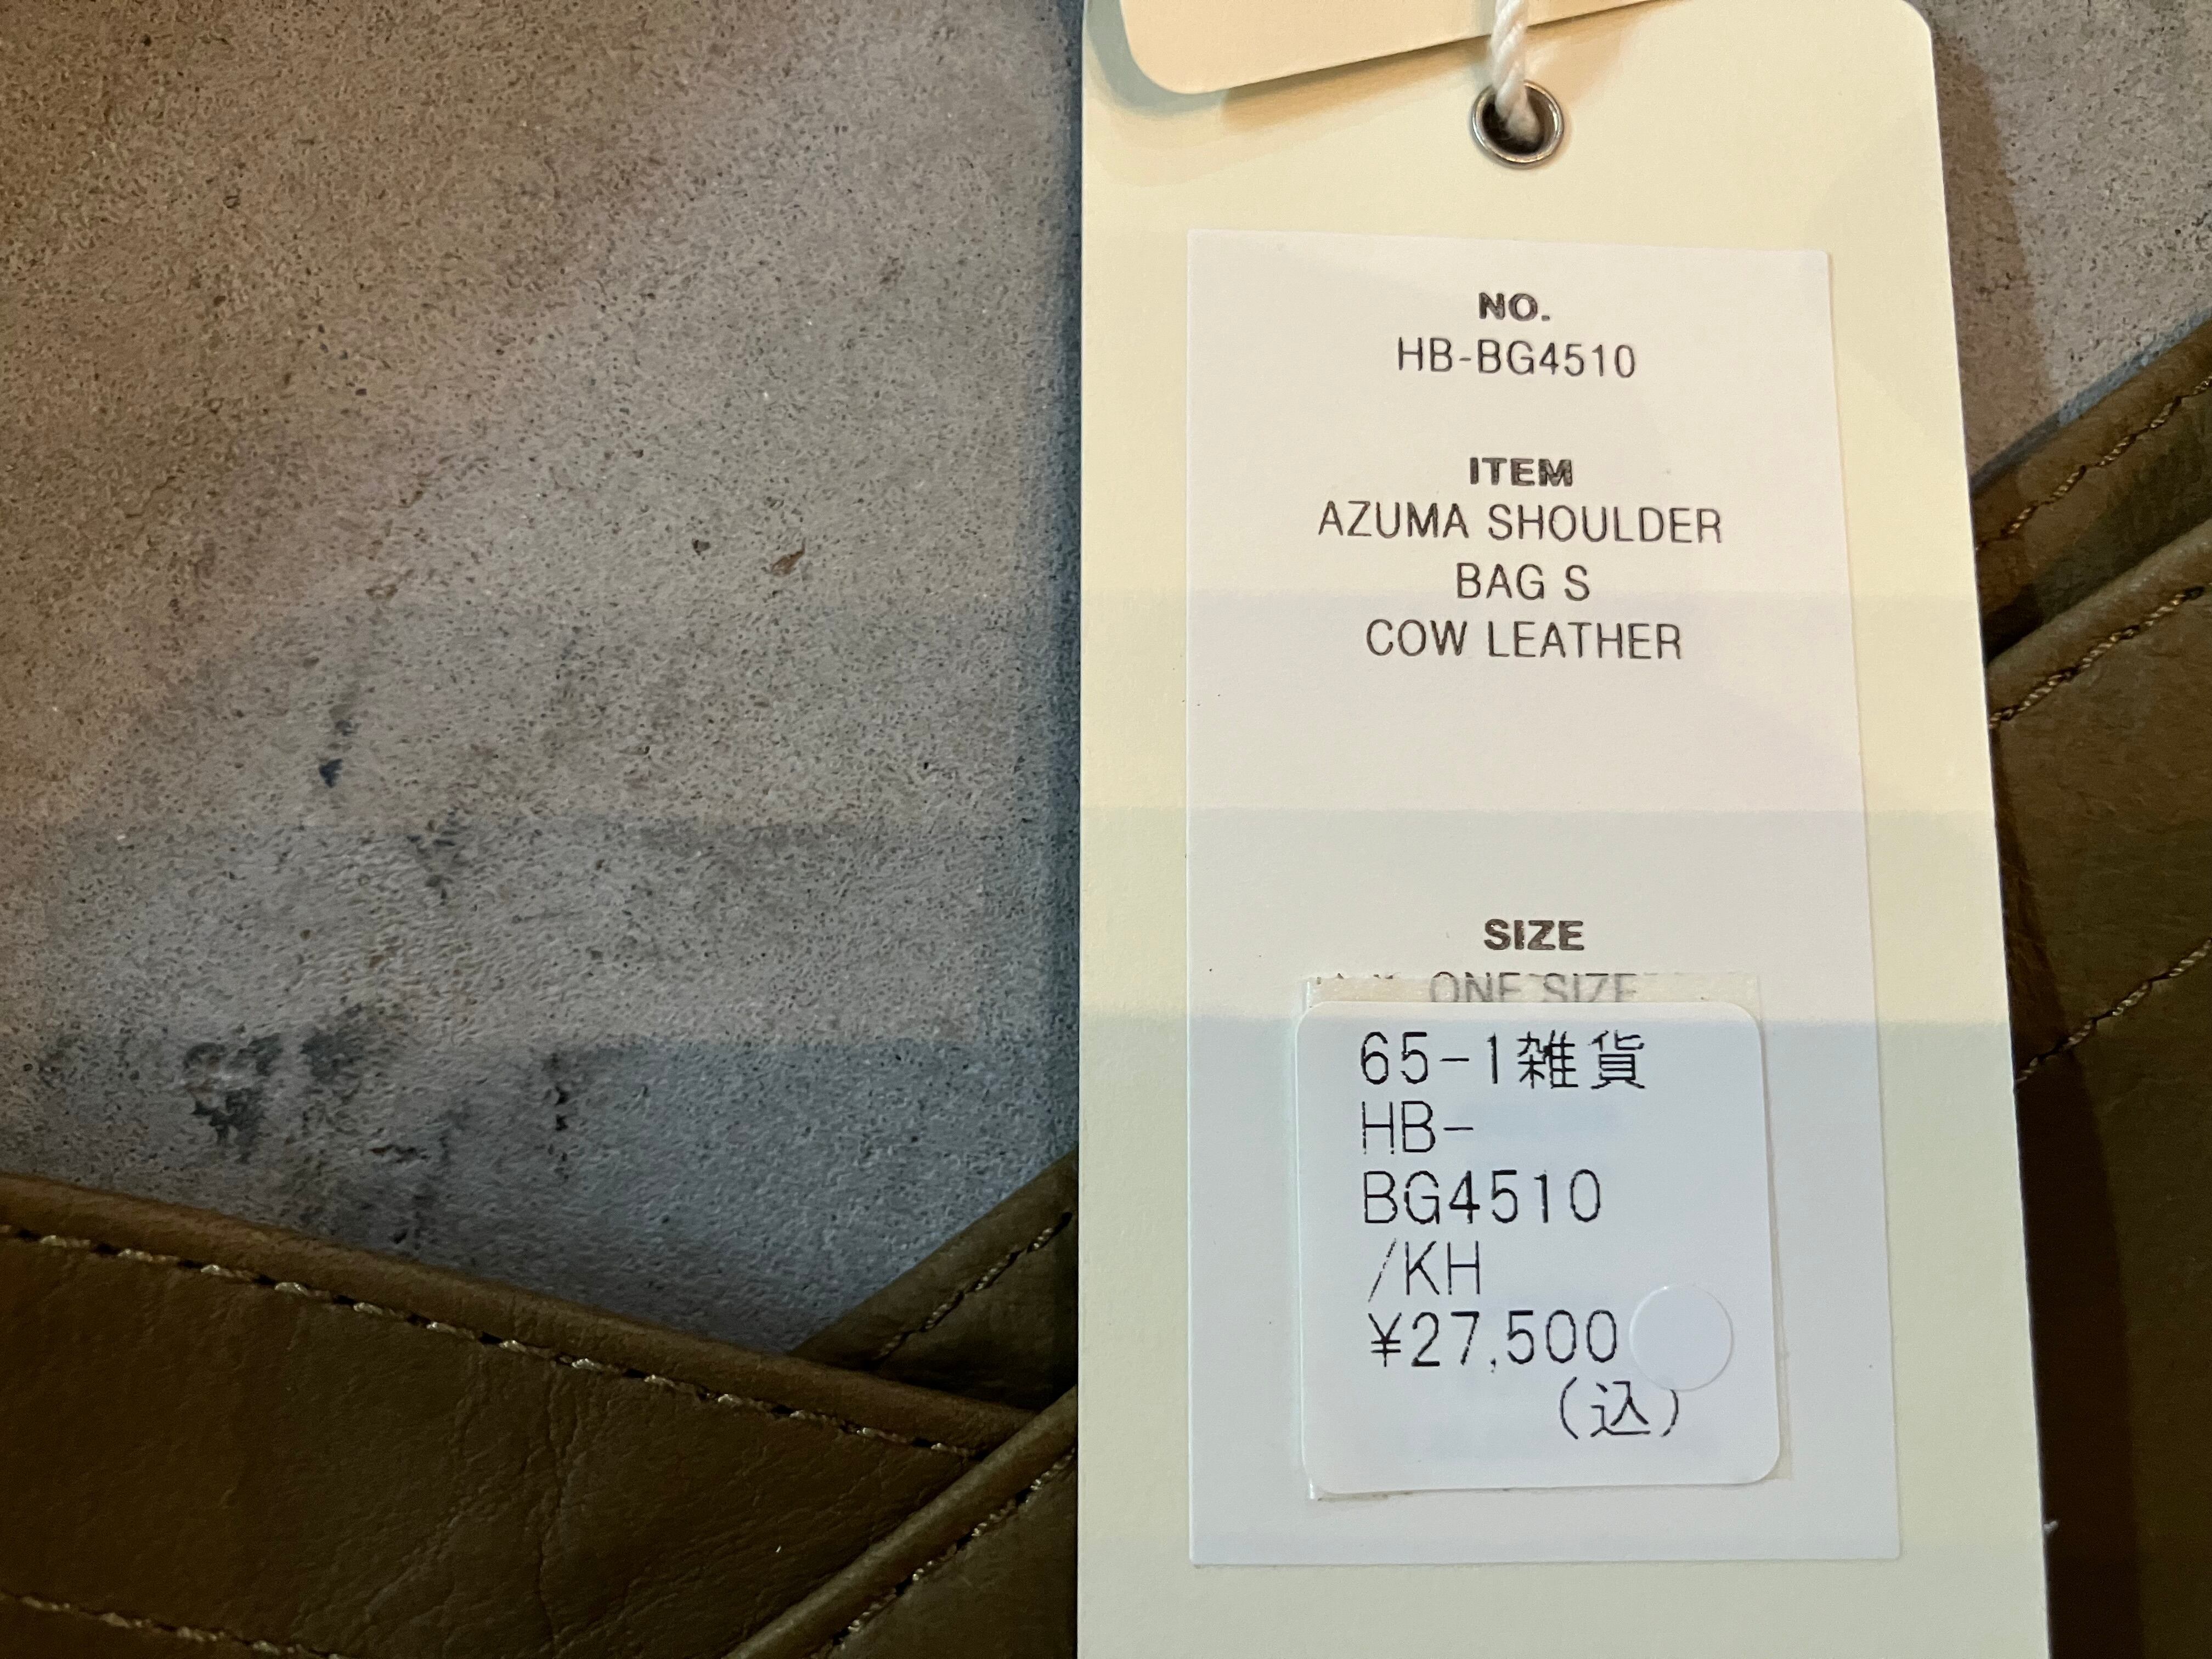 NO.
HB-BG4510
ITEM
AZUMA SHOULDER
BAG S
COW LEATHER
SIZE
ONE SIZE
65-1雑貨
HB-
BG4510
/KH
¥27,500
(込)